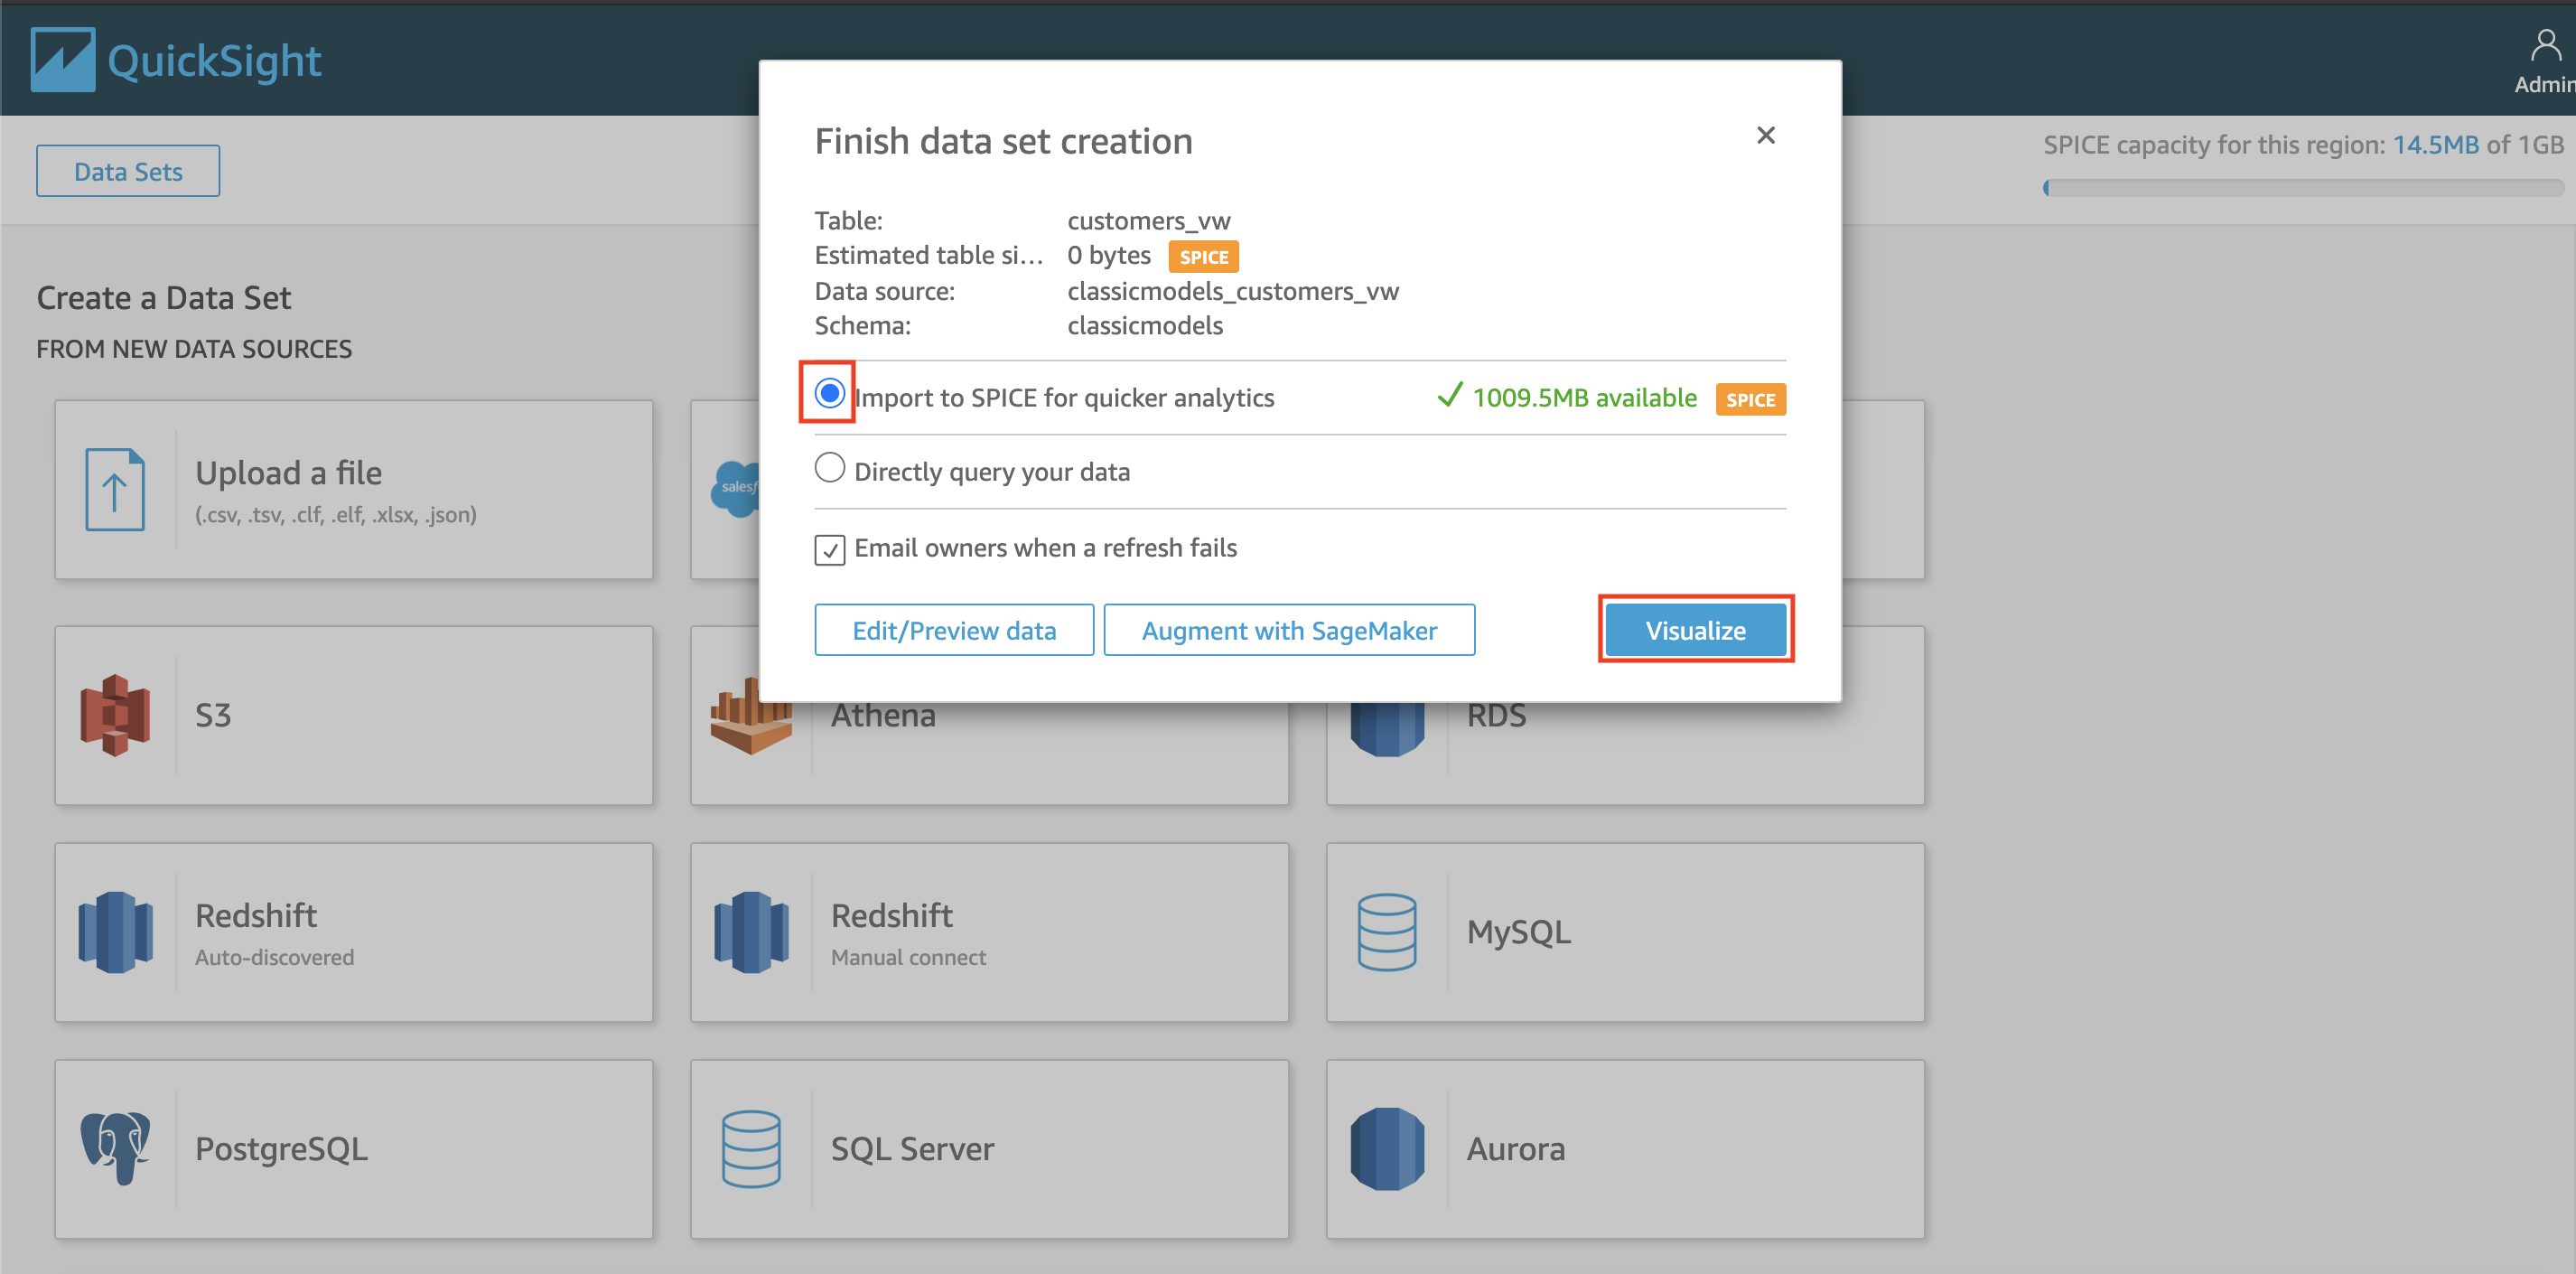 QuickSight
Admin
Data Sets
SPICE capacity for this region: 14.5MB of 1GB
Finish data set creation
Table: customers_vw
Estimated table si... 0 bytes SPICE
Data source: classicmodels_customers_vw
Schema: classicmodels
Import to SPICE for quicker analytics 1009.5MB available SPICE
Directly query your data
Email owners when a refresh fails
Edit/Preview data Augment with SageMaker Visualize
Create a Data Set
FROM NEW DATA SOURCES
Upload a file
(.csv, .tsv, .clf, .elf, .xlsx, .json)
salesf
S3
Athena
RDS
Redshift
Auto-discovered
Redshift
Manual connect
MySQL
PostgreSQL
SQL Server
Aurora